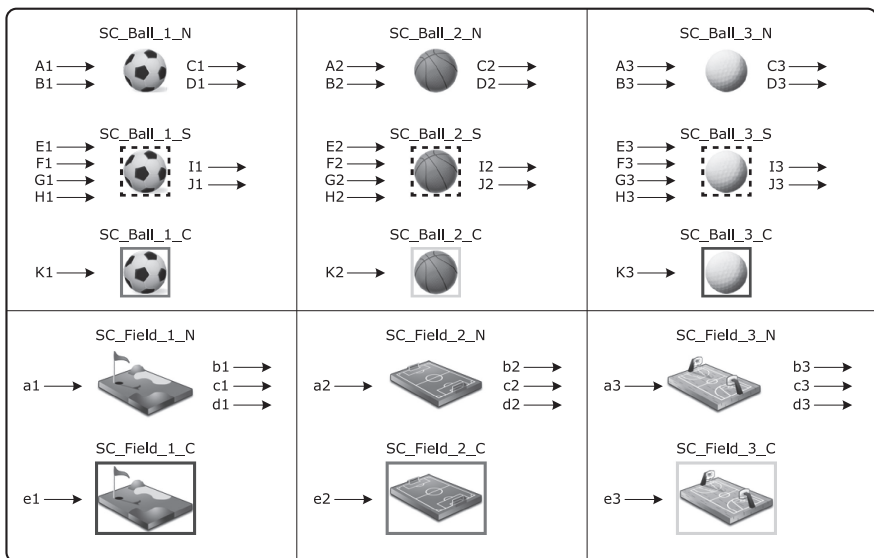 SC_Ball_1_N
A1
B1
C1
D1
SC_Ball_1_S
E1
F1
G1
H1
I1
J1
SC_Ball_1_C
K1
SC_Ball_2_N
A2
B2
C2
D2
SC_Ball_2_S
E2
F2
G2
H2
I2
J2
SC_Ball_2_C
K2
SC_Ball_3_N
A3
B3
C3
D3
SC_Ball_3_S
E3
F3
G3
H3
I3
J3
SC_Ball_3_C
K3
SC_Field_1_N
a1
b1
c1
d1
SC_Field_1_C
e1
SC_Field_2_N
a2
b2
c2
d2
SC_Field_2_C
e2
SC_Field_3_N
a3
b3
c3
d3
SC_Field_3_C
e3